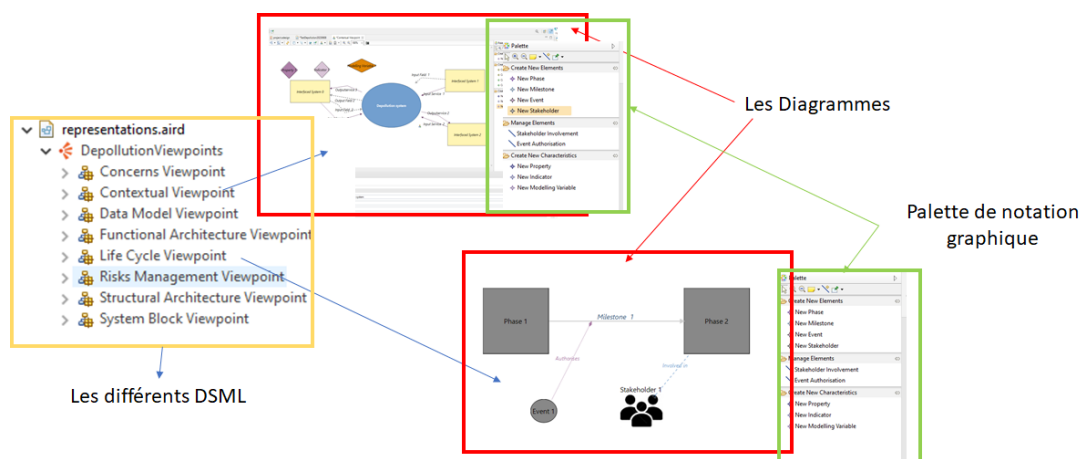 representations.aird
DepollutionViewpoints
Concerns Viewpoint
Contextual Viewpoint
Data Model Viewpoint
Functional Architecture Viewpoint
Life Cycle Viewpoint
Risks Management Viewpoint
Structural Architecture Viewpoint
System Block Viewpoint
Les différents DSML
Depollution system
Palette
Create New Elements
New Phase
New Milestone
New Event
New Stakeholder
Manage Elements
Stakeholder Involvement
Event Authorisation
Create New Characteristics
New Property
New Indicator
New Modelling Variable
Les Diagrammes
Palette de notation
graphique
Phase 1
Milestone 1
Phase 2
Authorises
Involved in
Event 1
Stakeholder 1
Palette
Create New Elements
New Phase
New Milestone
New Event
New Stakeholder
Manage Elements
Stakeholder Involvement
Event Authorisation
Create New Characteristics
New Property
New Indicator
New Modelling Variable